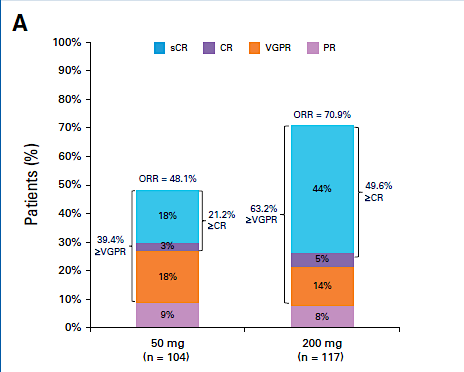 A
100%
90%
80%
70%
60%
50%
40%
30%
20%
10%
0%
Patients (%)
sCR CR VGPR PR
ORR = 48.1%
18%
3%
18%
9%
39.4%
≥VGPR
21.2%
≥CR
ORR = 70.9%
44%
5%
14%
8%
63.2%
≥VGPR
49.6%
≥CR
50 mg
(n = 104)
200 mg
(n = 117)